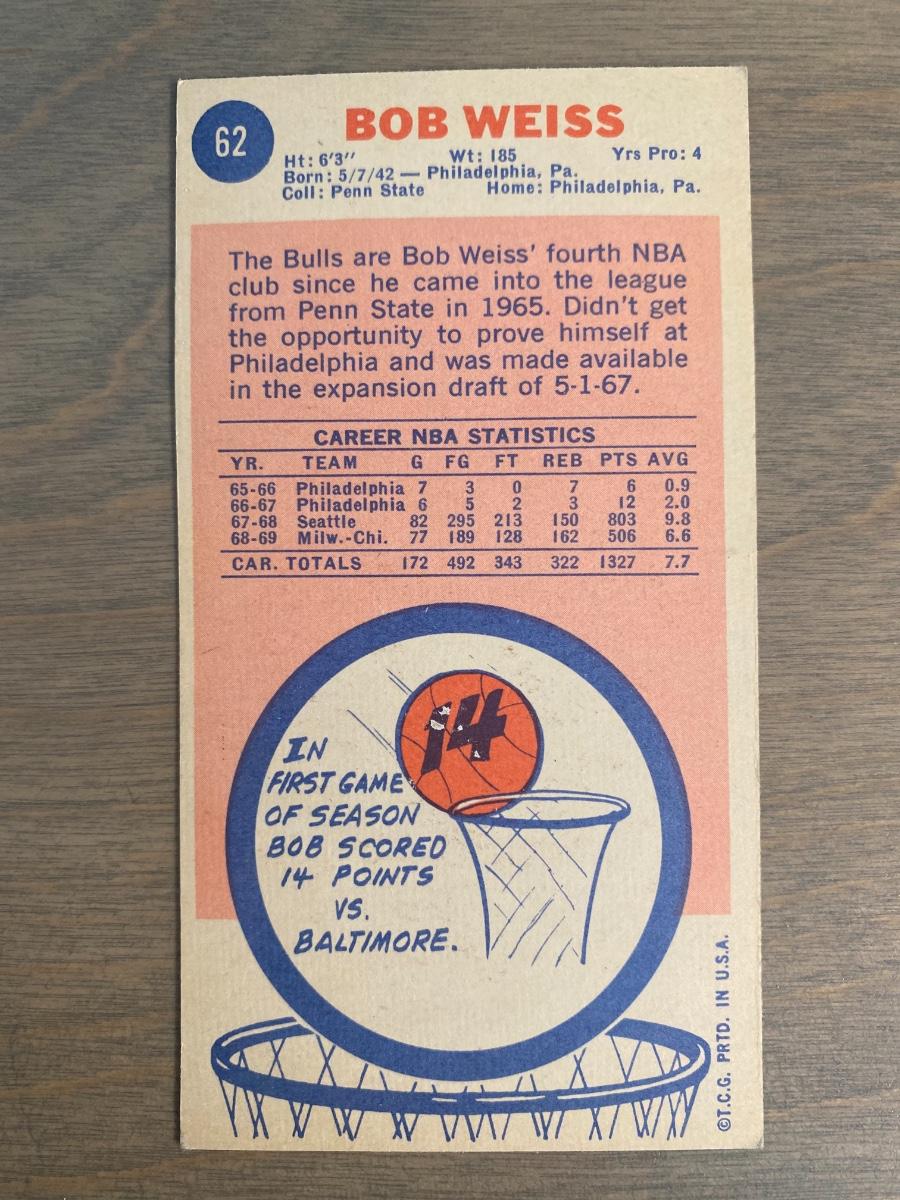 62
BOB WEISS
Ht: 6'3" Wt: 185 Yrs Pro: 4
Born: 5/7/42 — Philadelphia, Pa.
Coll: Penn State Home: Philadelphia, Pa.
The Bulls are Bob Weiss' fourth NBA
club since he came into the league
from Penn State in 1965. Didn't get
the opportunity to prove himself at
Philadelphia and was made available
in the expansion draft of 5-1-67.
CAREER NBA STATISTICS
YR. TEAM G FG FT REB PTS AVG
65-66 Philadelphia 7 3 0 7 6 0.9
66-67 Philadelphia 6 5 2 3 12 2.0
67-68 Seattle 82 295 213 150 803 9.8
68-69 Milw.-Chi. 77 189 128 162 506 6.6
CAR. TOTALS 172 492 343 322 1327 7.7
14
IN
FIRST GAME
OF SEASON
BOB SCORED
14 POINTS
VS.
BALTIMORE.
©T.C.G. PRTD. IN U.S.A.